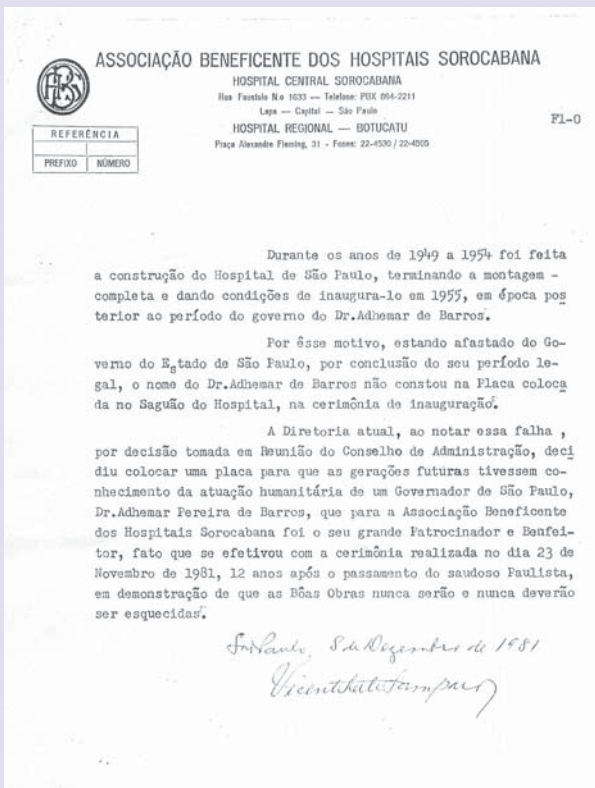 ASSOCIAÇÃO BENEFICENTE DOS HOSPITAIS SOROCABANA
HOSPITAL CENTRAL SOROCABANA
Rua Faustolo N.o 1633 — Telefone: PBX 864-2211
Lapa — Capital — São Paulo
HOSPITAL REGIONAL — BOTUCATU
Praça Alexandre Fleming, 31 - Fones: 22-4530 / 22-4505
Fl-0
REFERÊNCIA
PREFIXO NÚMERO
Durante os anos de 1949 a 1954 foi feita
a construção do Hospital de São Paulo, terminando a montagem -
completa e dando condições de inaugura-lo em 1955, em época pos
terior ao período do governo do Dr.Adhemar de Barros.
Por êsse motivo, estando afastado do Go-
verno do Estado de São Paulo, por conclusão do seu período le-
gal, o nome do Dr.Adhemar de Barros não constou na Placa coloca
da no Saguão do Hospital, na cerimônia de inauguração.
A Diretoria atual, ao notar essa falha ,
por decisão tomada em Reunião do Conselho de Administração, deci
diu colocar uma placa para que as gerações futuras tivessem co-
nhecimento da atuação humanitária de um Governador de São Paulo,
Dr.Adhemar Pereira de Barros, que para a Associação Beneficente
dos Hospitais Sorocabana foi o seu grande Patrocinador e Benfei-
tor, fato que se efetivou com a cerimônia realizada no dia 23 de
Novembro de 1981, 12 anos após o passamento do saudoso Paulista,
em demonstração de que as Bôas Obras nunca serão e nunca deverão
ser esquecidas.
São Paulo, 8 de Dezembro de 1981